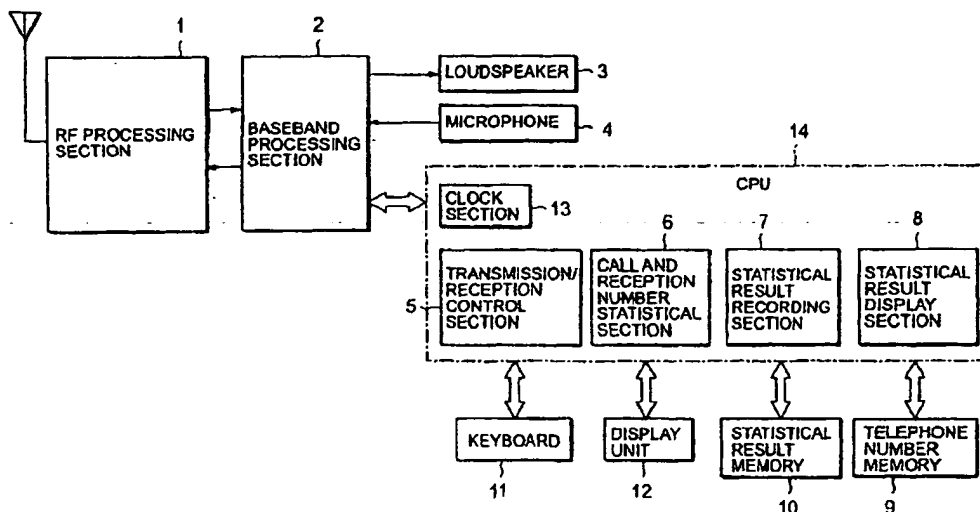 1
2
RF PROCESSING
SECTION
BASEBAND
PROCESSING
SECTION
LOUDSPEAKER
3
MICROPHONE
4
14
CPU
CLOCK
SECTION
13
6
7
8
5
TRANSMISSION/
RECEPTION
CONTROL
SECTION
CALL AND
RECEPTION
NUMBER
STATISTICAL
SECTION
STATISTICAL
RESULT
RECORDING
SECTION
STATISTICAL
RESULT
DISPLAY
SECTION
KEYBOARD
11
DISPLAY
UNIT
12
STATISTICAL
RESULT
MEMORY
10
TELEPHONE
NUMBER
MEMORY
9